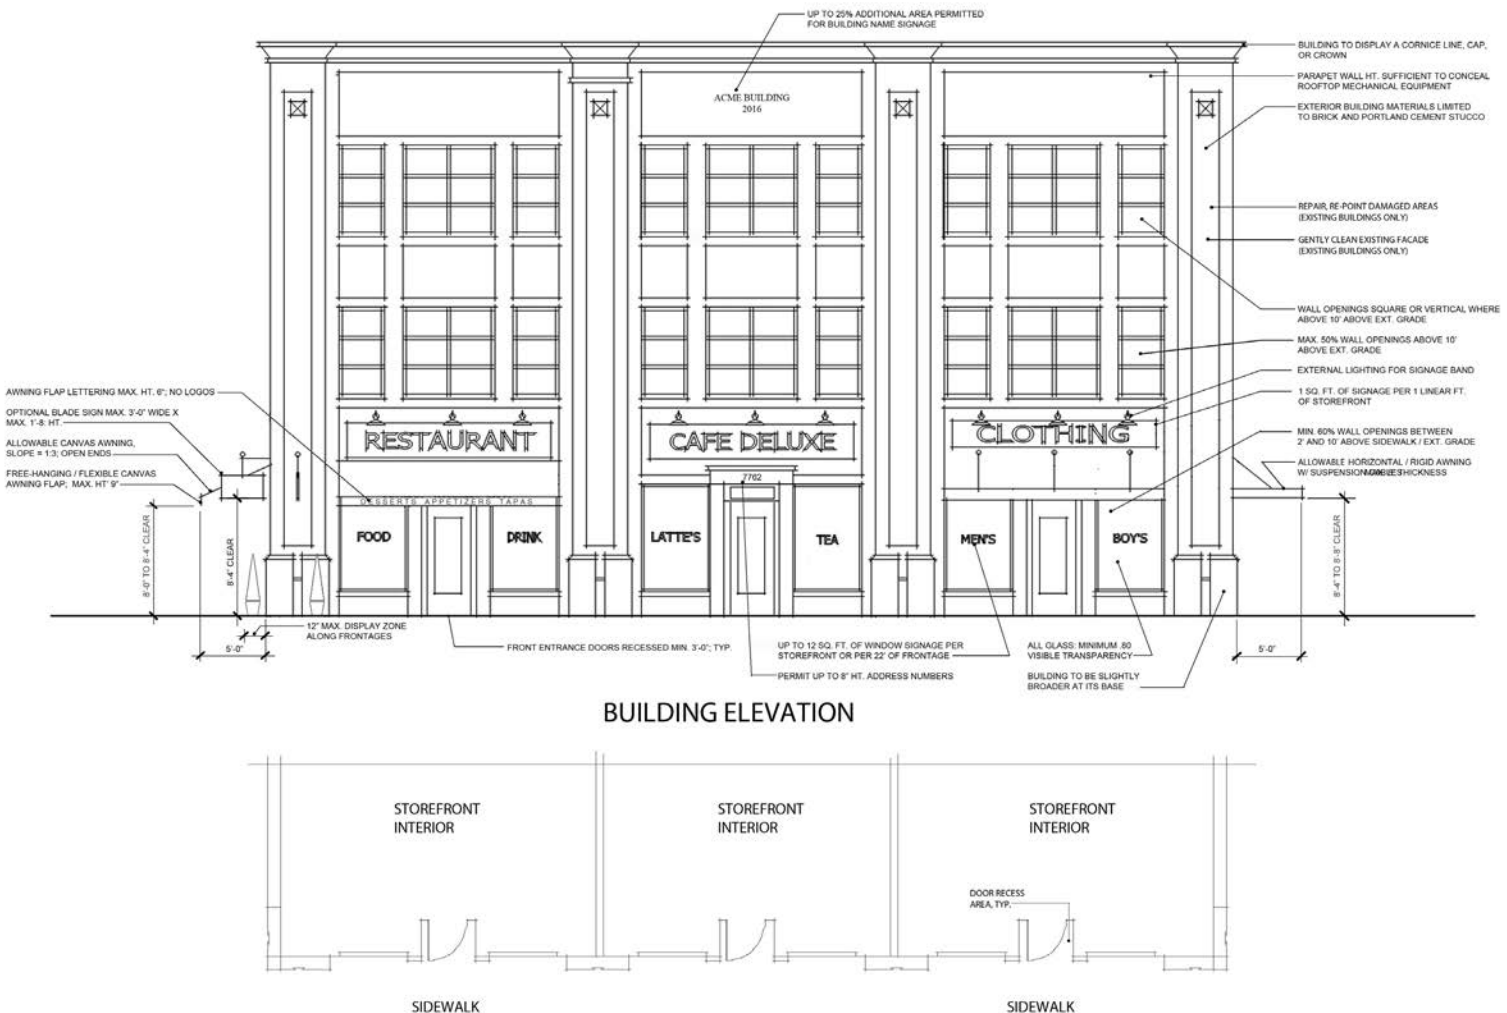 UP TO 25% ADDITIONAL AREA PERMITTED
FOR BUILDING NAME SIGNAGE
BUILDING TO DISPLAY A CORNICE LINE, CAP,
OR CROWN
PARAPET WALL HT. SUFFICIENT TO CONCEAL
ROOFTOP MECHANICAL EQUIPMENT
ACME BUILDING
2016
EXTERIOR BUILDING MATERIALS LIMITED
TO BRICK AND PORTLAND CEMENT STUCCO
REPAIR, RE-POINT DAMAGED AREAS
(EXISTING BUILDINGS ONLY)
GENTLY CLEAN EXISTING FACADE
(EXISTING BUILDINGS ONLY)
WALL OPENINGS SQUARE OR VERTICAL WHERE
ABOVE 10' ABOVE EXT. GRADE
MAX. 50% WALL OPENINGS ABOVE 10'
ABOVE EXT. GRADE
EXTERNAL LIGHTING FOR SIGNAGE BAND
1 SQ. FT. OF SIGNAGE PER 1 LINEAR FT.
OF STOREFRONT
MIN. 60% WALL OPENINGS BETWEEN
2' AND 10' ABOVE SIDEWALK / EXT. GRADE
ALLOWABLE HORIZONTAL / RIGID AWNING
W/ SUSPENSION THICKNESS
AWNING FLAP LETTERING MAX. HT. 6"; NO LOGOS
OPTIONAL BLADE SIGN MAX. 3'-0" WIDE X
MAX. 1'-8: HT.
ALLOWABLE CANVAS AWNING,
SLOPE = 1:3; OPEN ENDS
FREE-HANGING / FLEXIBLE CANVAS
AWNING FLAP; MAX. HT' 9"
RESTAURANT
CAFE DELUXE
CLOTHING
7762
DESSERTS APPETIZERS TAPAS
FOOD
DRINK
LATTE'S
TEA
MEN'S
BOY'S
8'-0" TO 8'-4" CLEAR
8'-4" CLEAR
8'-4" TO 8'-8" CLEAR
12" MAX. DISPLAY ZONE
ALONG FRONTAGES
5'-0"
FRONT ENTRANCE DOORS RECESSED MIN. 3'-0"; TYP.
UP TO 12 SQ. FT. OF WINDOW SIGNAGE PER
STOREFRONT OR PER 22' OF FRONTAGE
PERMIT UP TO 8" HT. ADDRESS NUMBERS
ALL GLASS: MINIMUM .80
VISIBLE TRANSPARENCY
BUILDING TO BE SLIGHTLY
BROADER AT ITS BASE
5'-0"
BUILDING ELEVATION
STOREFRONT
INTERIOR
STOREFRONT
INTERIOR
STOREFRONT
INTERIOR
DOOR RECESS
AREA, TYP.
SIDEWALK
SIDEWALK